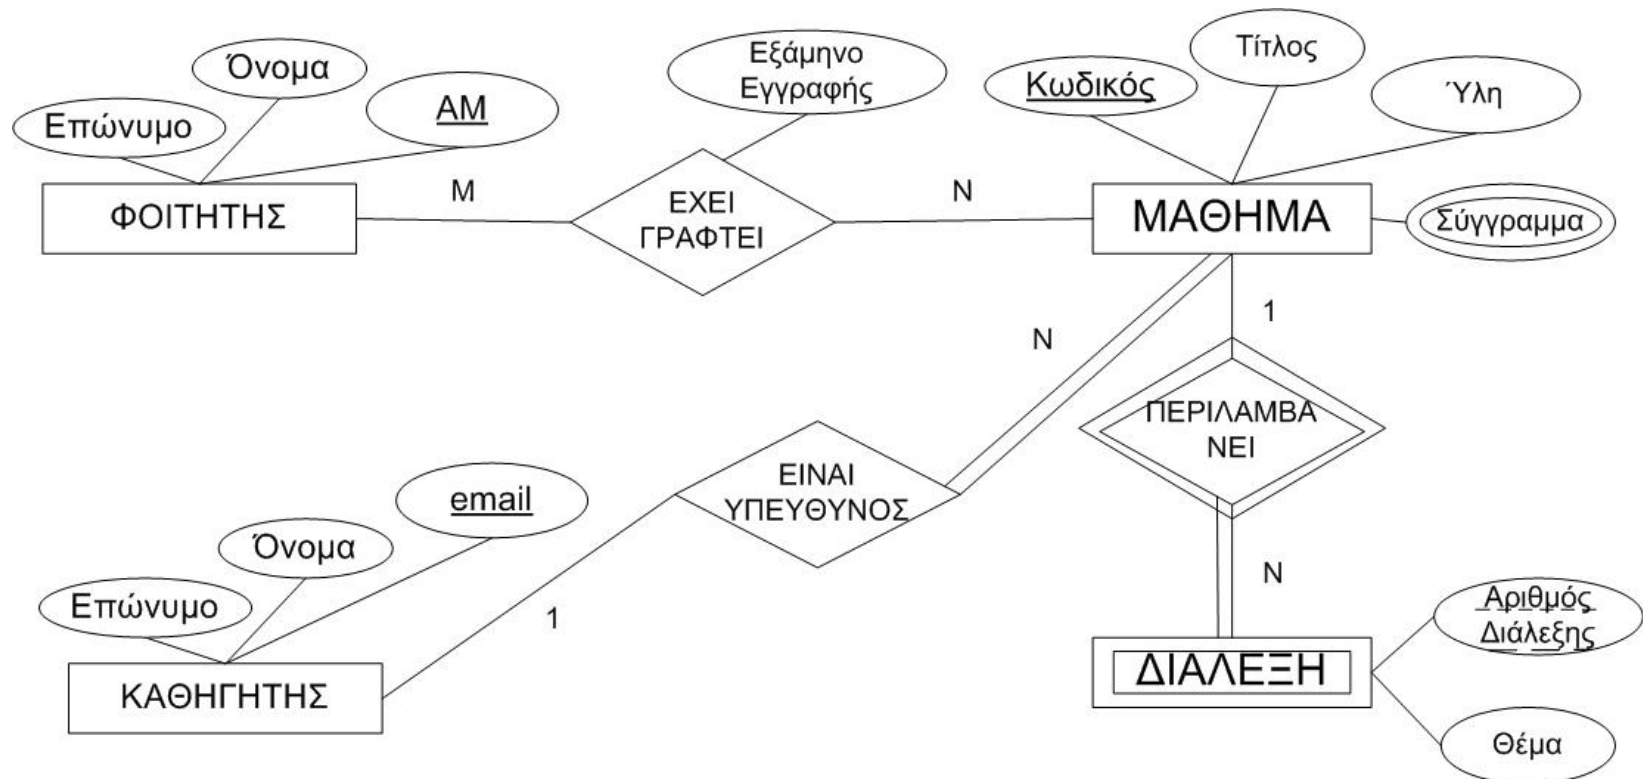 Όνομα
Επώνυμο
ΑΜ
ΦΟΙΤΗΤΗΣ
Μ
Εξάμηνο
Εγγραφής
ΕΧΕΙ
ΓΡΑΦΤΕΙ
Ν
Κωδικός
Τίτλος
Ύλη
ΜΑΘΗΜΑ
Σύγγραμμα
Ν
1
ΠΕΡΙΛΑΜΒΑ
ΝΕΙ
ΕΙΝΑΙ
ΥΠΕΥΘΥΝΟΣ
email
Όνομα
Επώνυμο
1
ΚΑΘΗΓΗΤΗΣ
Ν
ΔΙΑΛΕΞΗ
Αριθμός
Διάλεξης
Θέμα